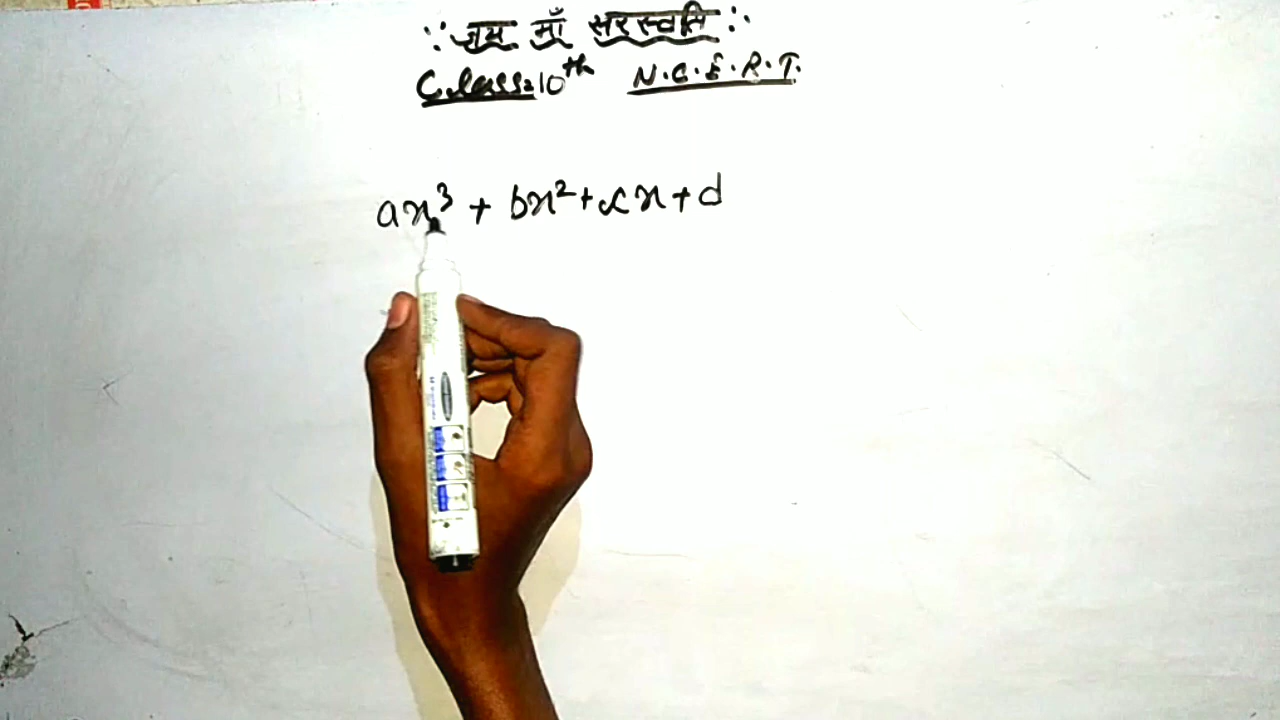 ∵ जय माँ सरस्वती ∴
Class=10th N.C.E.R.T.
ax³ + bx²+cx+d